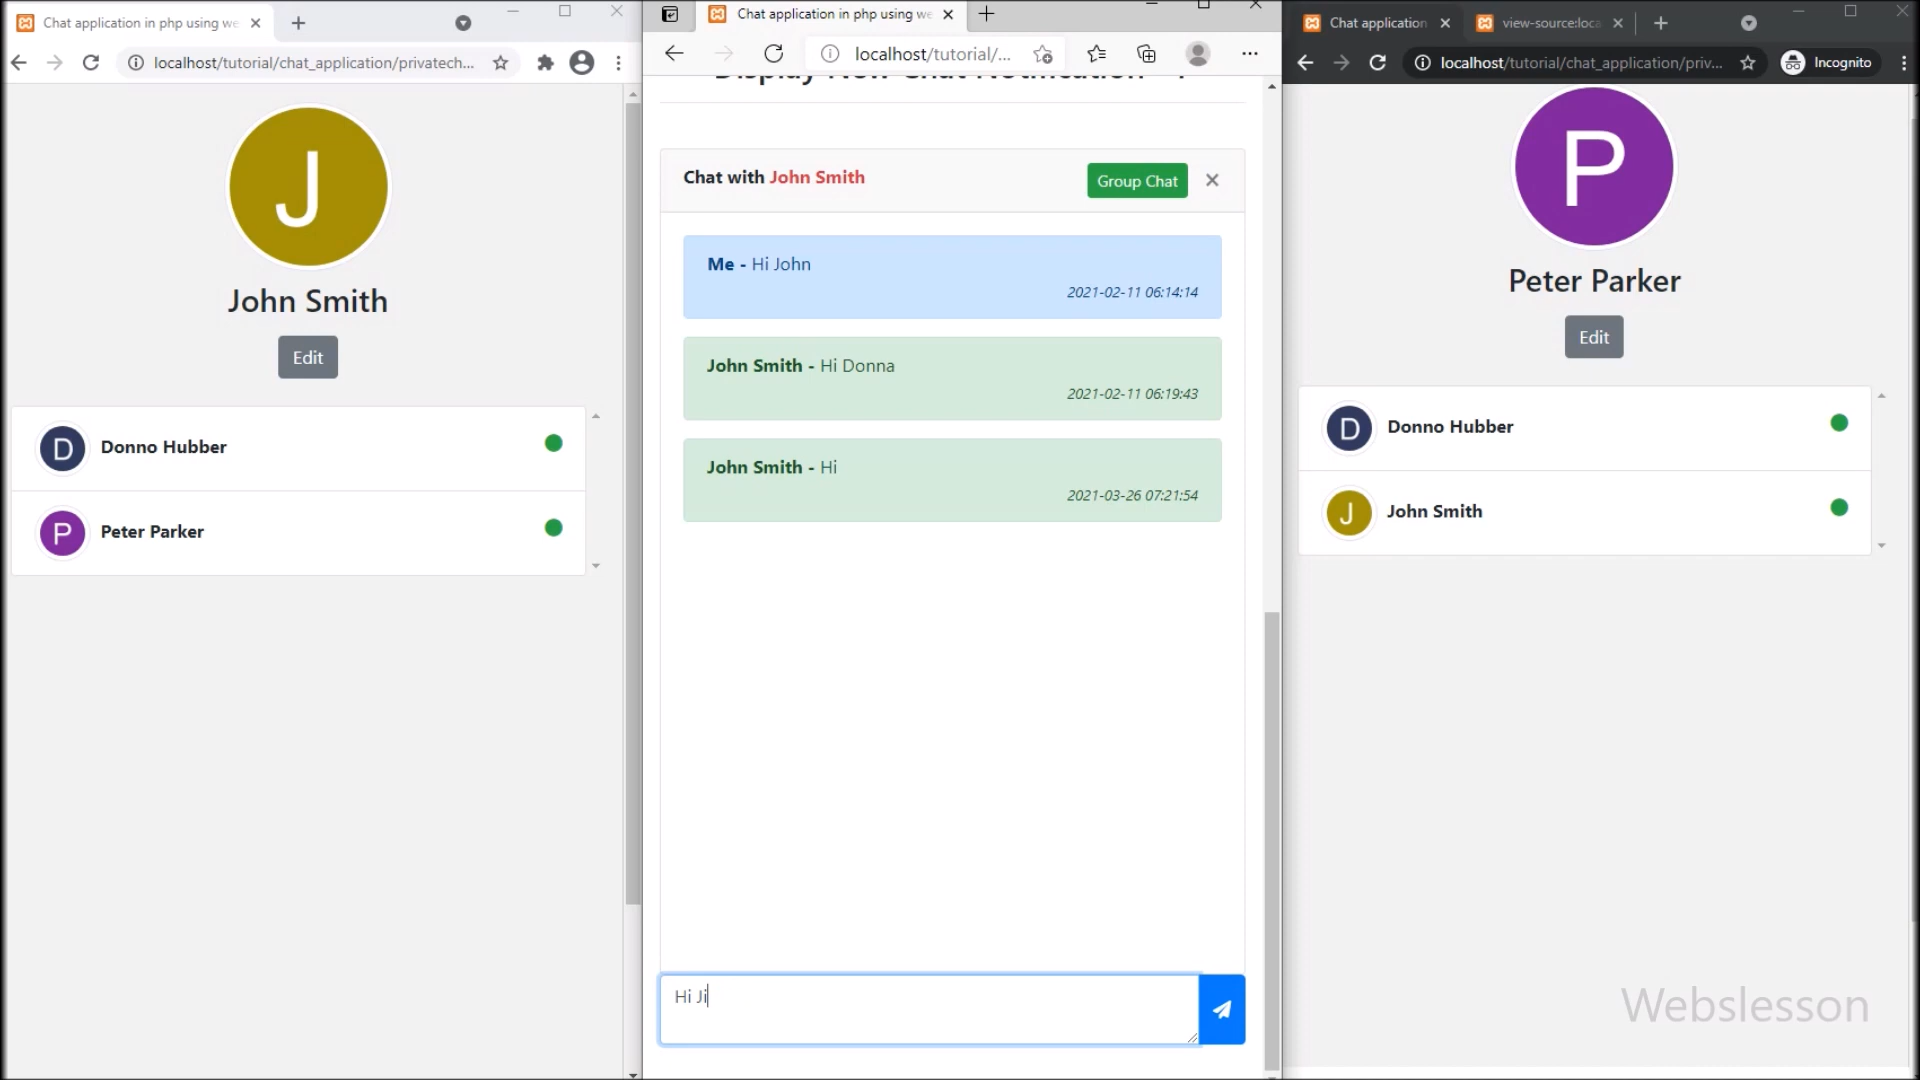 Chat application in php using we
localhost/tutorial/chat_application/privatech...
J
John Smith
Edit
D
Donno Hubber
P
Peter Parker
Chat application in php using we
localhost/tutorial/...
Chat with John Smith
Group Chat
Me - Hi John
2021-02-11 06:14:14
John Smith - Hi Donna
2021-02-11 06:19:43
John Smith - Hi
2021-03-26 07:21:54
Hi Ji
Chat application
view-source:loca
localhost/tutorial/chat_application/priv...
Incognito
P
Peter Parker
Edit
D
Donno Hubber
J
John Smith
Webslesson